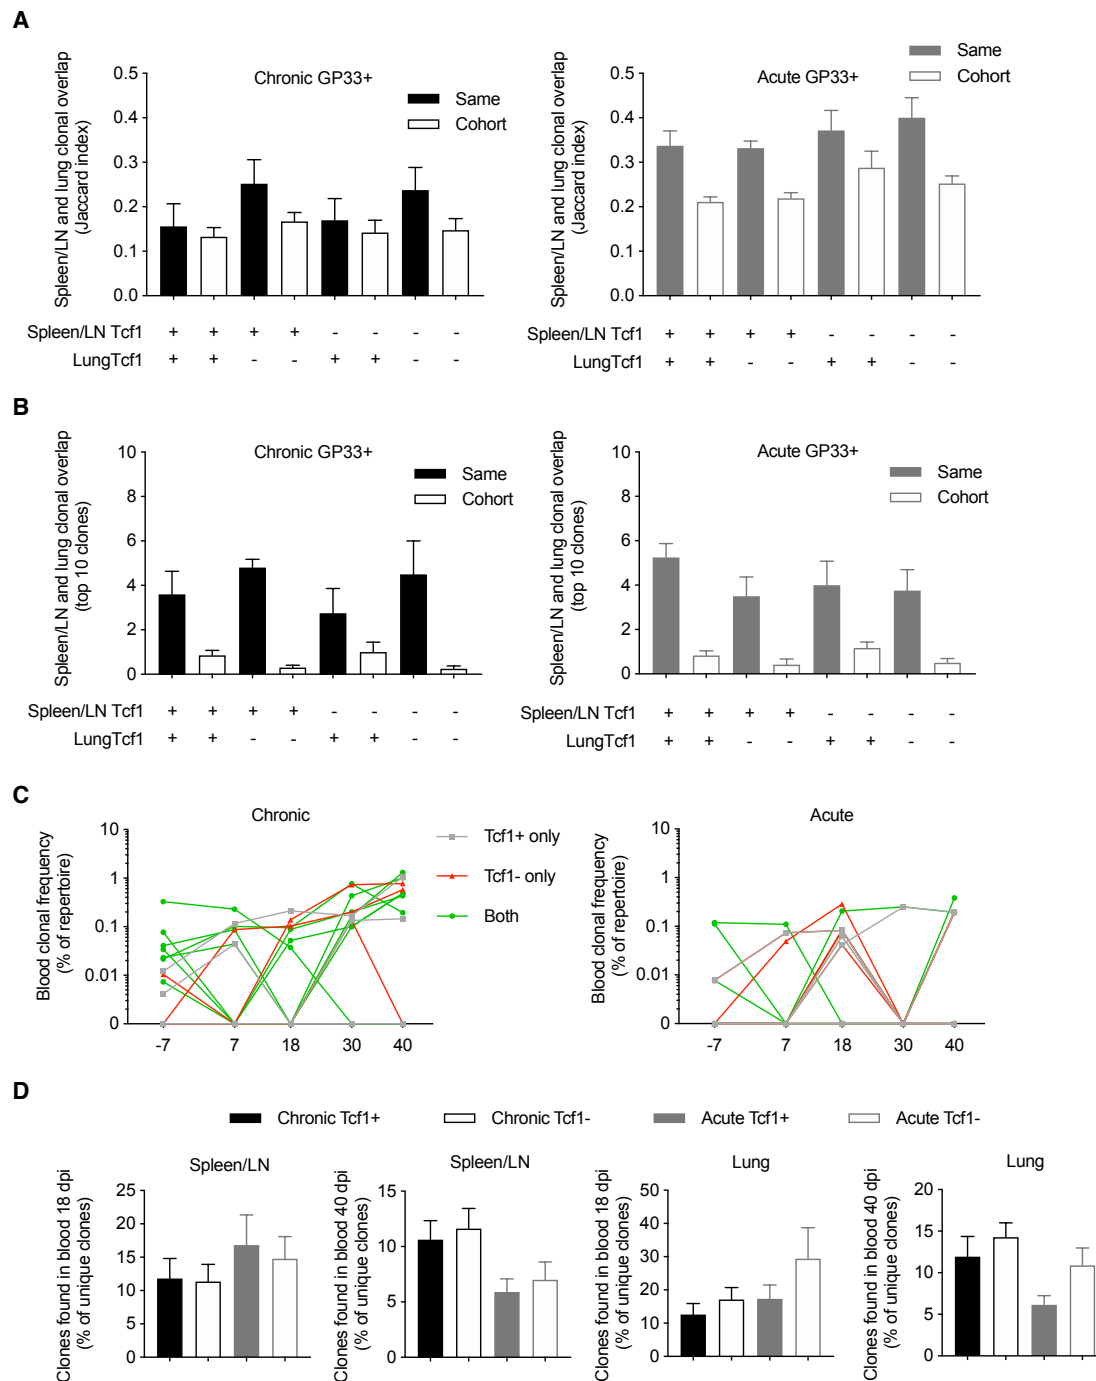 A
Chronic GP33+
Same
Cohort
Spleen/LN and lung clonal overlap
(Jaccard index)
0.5
0.4
0.3
0.2
0.1
0.0
Spleen/LN Tcf1 + + + + - - - -
LungTcf1 + + - - + + - -
Acute GP33+
Same
Cohort
Spleen/LN and lung clonal overlap
(Jaccard index)
0.5
0.4
0.3
0.2
0.1
0.0
Spleen/LN Tcf1 + + + + - - - -
LungTcf1 + + - - + + - -
B
Chronic GP33+
Same
Cohort
Spleen/LN and lung clonal overlap
(top 10 clones)
10
8
6
4
2
0
Spleen/LN Tcf1 + + + + - - - -
LungTcf1 + + - - + + - -
Acute GP33+
Same
Cohort
Spleen/LN and lung clonal overlap
(top 10 clones)
10
8
6
4
2
0
Spleen/LN Tcf1 + + + + - - - -
LungTcf1 + + - - + + - -
C
Chronic
Blood clonal frequency
(% of repertoire)
10
1
0.1
0.01
0
-7 7 18 30 40
Tcf1+ only
Tcf1- only
Both
Acute
Blood clonal frequency
(% of repertoire)
10
1
0.1
0.01
0
-7 7 18 30 40
D
Chronic Tcf1+ Chronic Tcf1- Acute Tcf1+ Acute Tcf1-
Spleen/LN
Clones found in blood 18 dpi
(% of unique clones)
25
20
15
10
5
0
Spleen/LN
Clones found in blood 40 dpi
(% of unique clones)
15
10
5
0
Lung
Clones found in blood 18 dpi
(% of unique clones)
50
40
30
20
10
0
Lung
Clones found in blood 40 dpi
(% of unique clones)
20
15
10
5
0